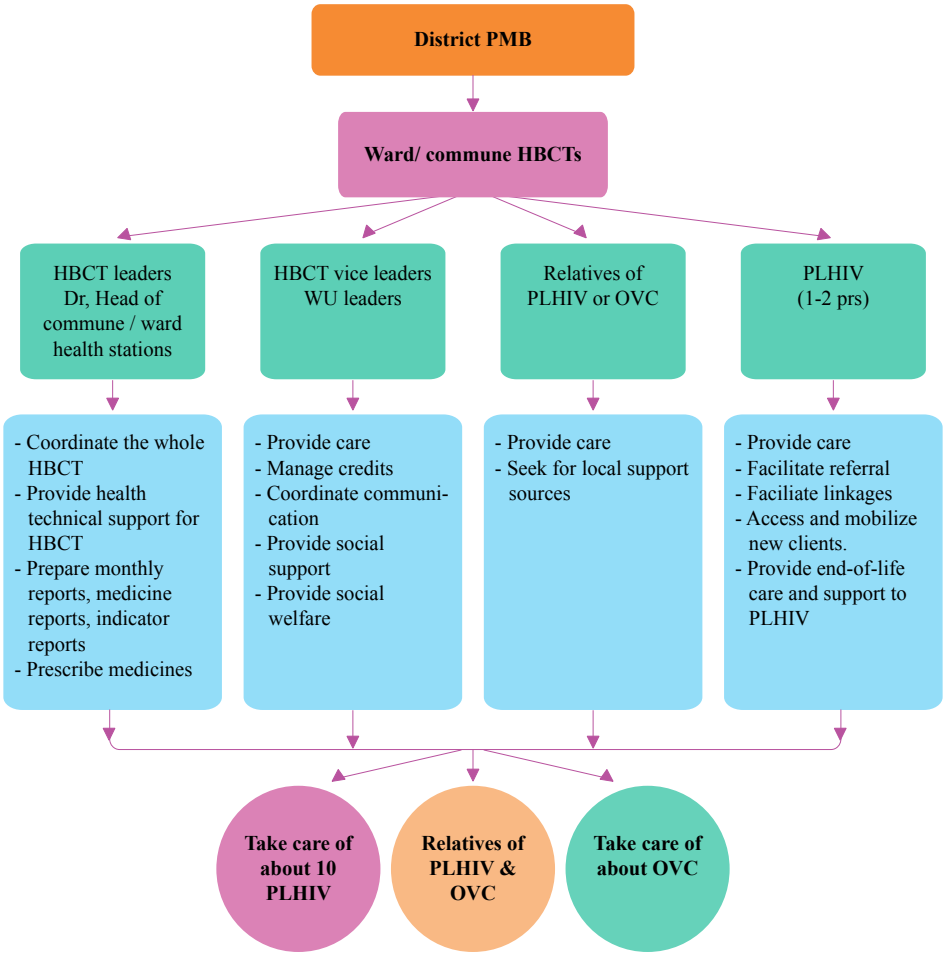 District PMB
Ward/ commune HBCTs
HBCT leaders
Dr, Head of
commune / ward
health stations
HBCT vice leaders
WU leaders
Relatives of
PLHIV or OVC
PLHIV
(1-2 prs)
- Coordinate the whole
HBCT
- Provide health
technical support for
HBCT
- Prepare monthly
reports, medicine
reports, indicator
reports
- Prescribe medicines
- Provide care
- Manage credits
- Coordinate communi-
cation
- Provide social
support
- Provide social
welfare
- Provide care
- Seek for local support
sources
- Provide care
- Facilitate referral
- Faciliate linkages
- Access and mobilize
new clients.
- Provide end-of-life
care and support to
PLHIV
Take care of
about 10
PLHIV
Relatives of
PLHIV &
OVC
Take care of
about OVC